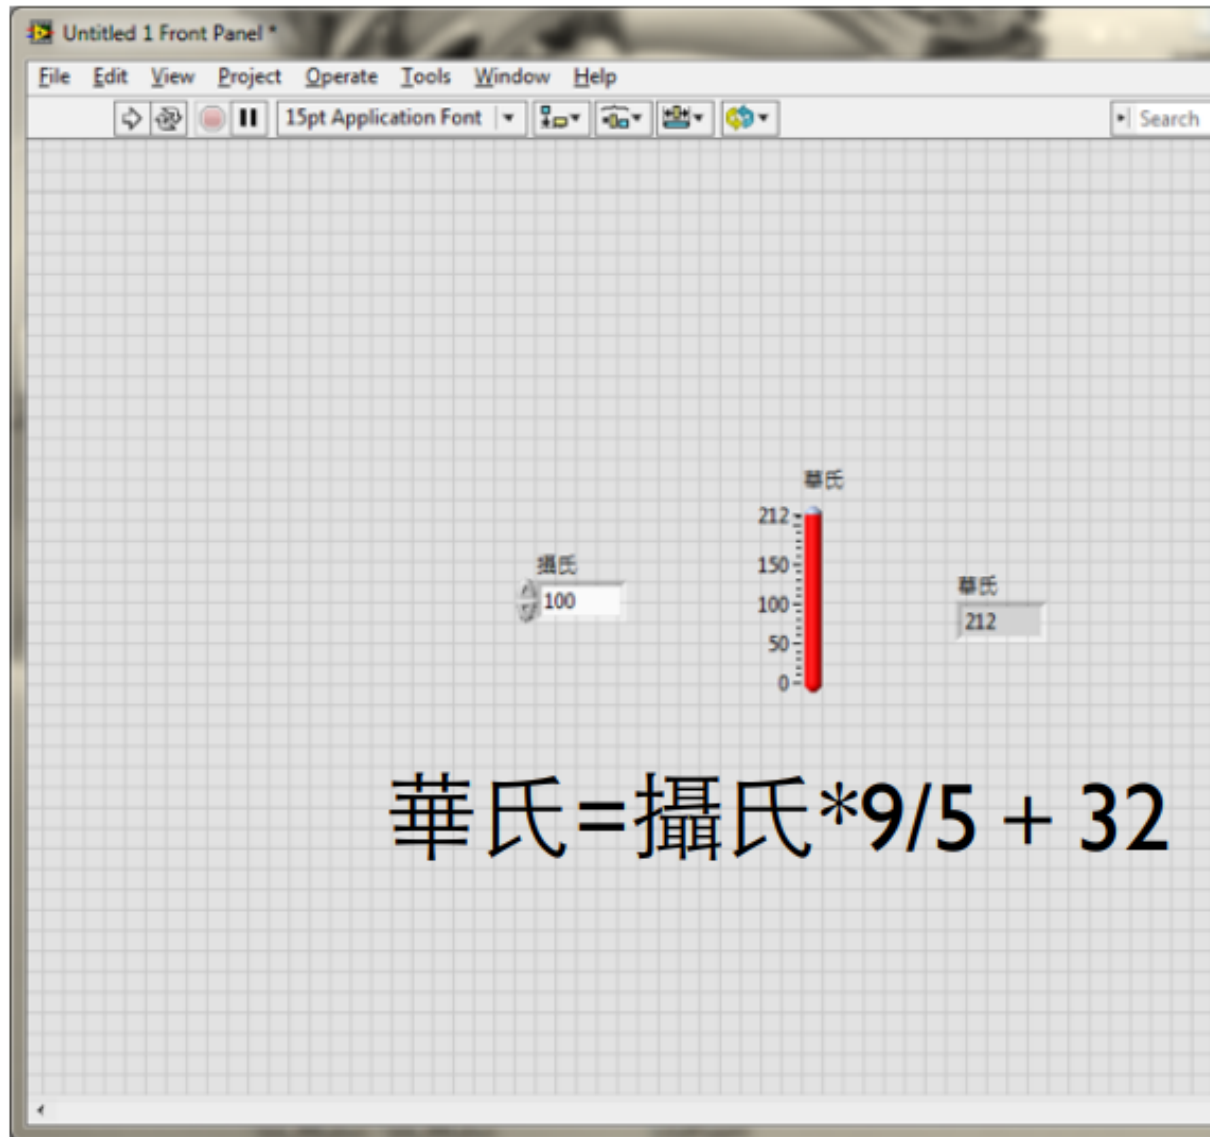 Untitled 1 Front Panel *
File Edit View Project Operate Tools Window Help
15pt Application Font
Search
華氏
212
150
100
50
0
攝氏
100
華氏
212
華氏=攝氏*9/5 + 32